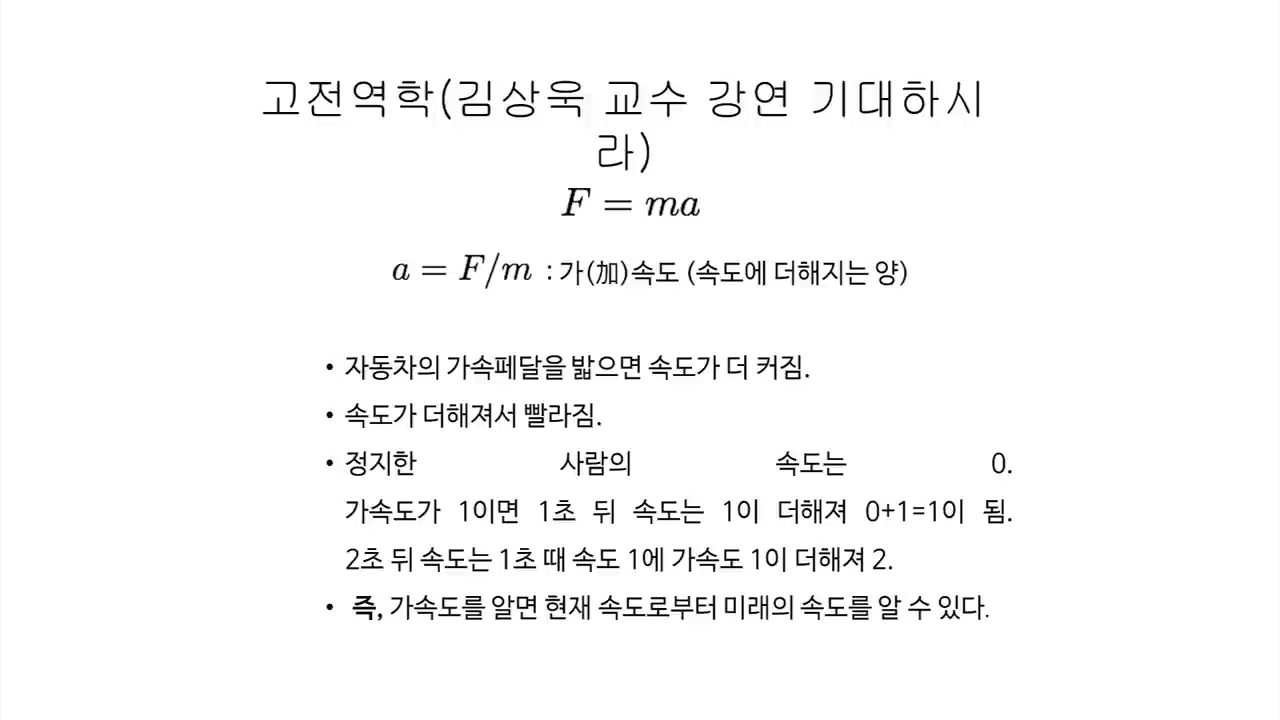 고전역학(김상욱 교수 강연 기대하시
라)
F = ma
a = F/m : 가(加)속도 (속도에 더해지는 양)
• 자동차의 가속페달을 밟으면 속도가 더 커짐.
• 속도가 더해져서 빨라짐.
• 정지한 사람의 속도는 0.
가속도가 1이면 1초 뒤 속도는 1이 더해져 0+1=1이 됨.
2초 뒤 속도는 1초 때 속도 1에 가속도 1이 더해져 2.
• 즉, 가속도를 알면 현재 속도로부터 미래의 속도를 알 수 있다.